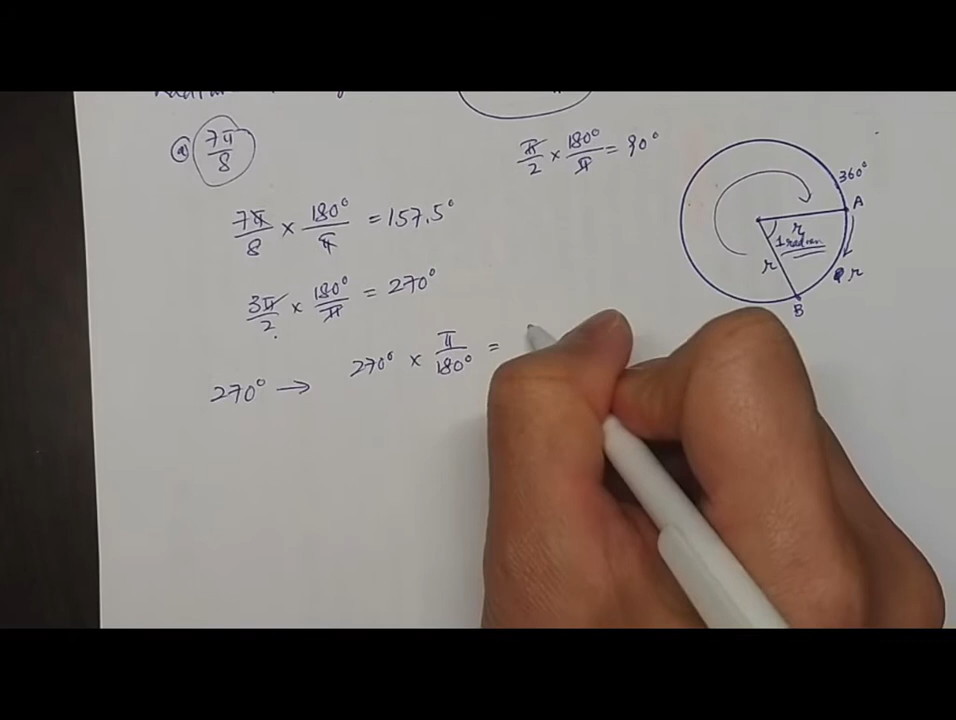 ⓐ 7π/8
π/2 × 180°/π = 90°
7π/8 × 180°/π = 157.5°
3π/2 × 180°/π = 270°
270° → 270° × π/180° =
360°
A
r
1 radian
r
r
B